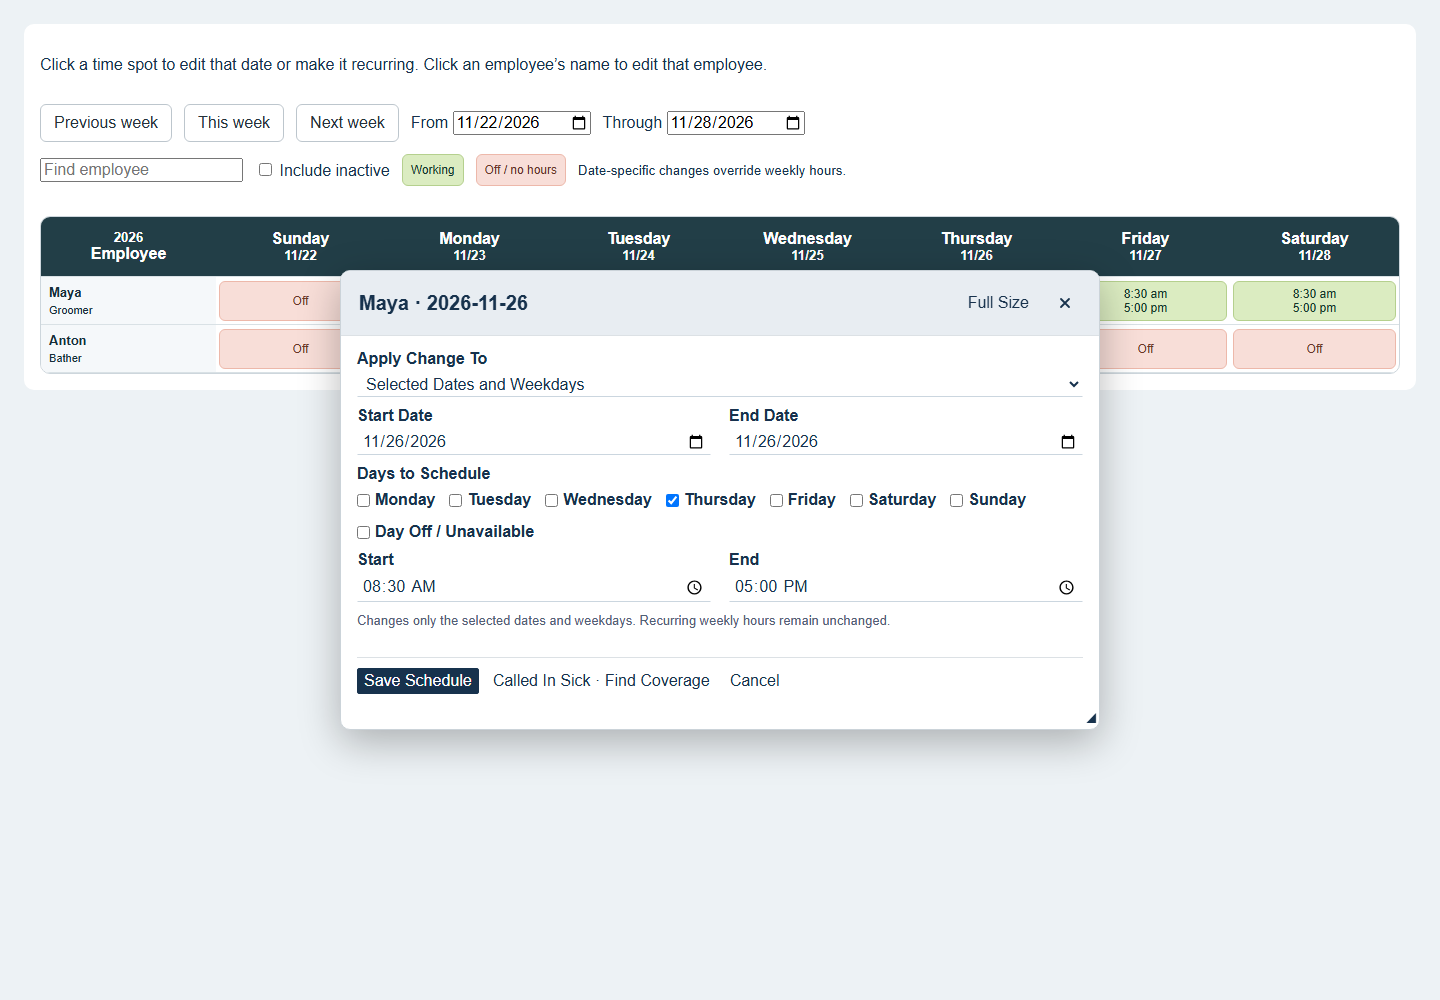 Click a time spot to edit that date or make it recurring. Click an employee’s name to edit that employee.
Previous week This week Next week From 11/22/2026 Through 11/28/2026
Find employee Include inactive Working Off / no hours Date-specific changes override weekly hours.
2026
Employee
Sunday
11/22
Monday
11/23
Tuesday
11/24
Wednesday
11/25
Thursday
11/26
Friday
11/27
Saturday
11/28
Maya
Groomer
Off
8:30 am
5:00 pm
8:30 am
5:00 pm
Anton
Bather
Off
Off
Off
Maya · 2026-11-26
Full Size ×
Apply Change To
Selected Dates and Weekdays
Start Date End Date
11/26/2026 11/26/2026
Days to Schedule
Monday Tuesday Wednesday Thursday Friday Saturday Sunday
Day Off / Unavailable
Start End
08:30 AM 05:00 PM
Changes only the selected dates and weekdays. Recurring weekly hours remain unchanged.
Save Schedule Called In Sick · Find Coverage Cancel